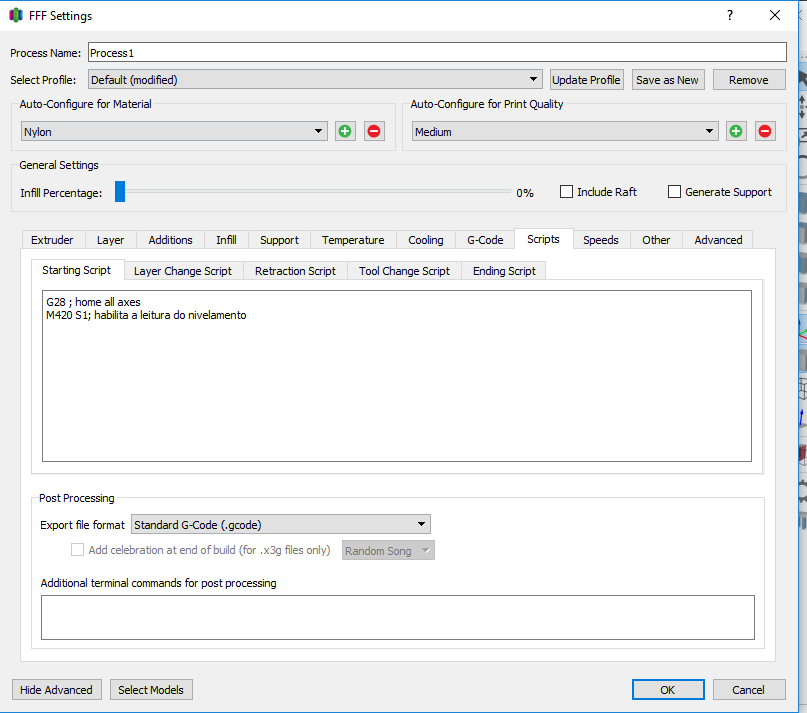 FFF Settings
Process Name: Process1
Select Profile: Default (modified) Update Profile Save as New Remove
Auto-Configure for Material
Nylon
Auto-Configure for Print Quality
Medium
General Settings
Infill Percentage: 0% Include Raft Generate Support
Extruder Layer Additions Infill Support Temperature Cooling G-Code Scripts Speeds Other Advanced
Starting Script Layer Change Script Retraction Script Tool Change Script Ending Script
G28 ; home all axes
M420 S1; habilita a leitura do nivelamento
Post Processing
Export file format Standard G-Code (.gcode)
Add celebration at end of build (for .x3g files only) Random Song
Additional terminal commands for post processing
Hide Advanced Select Models OK Cancel